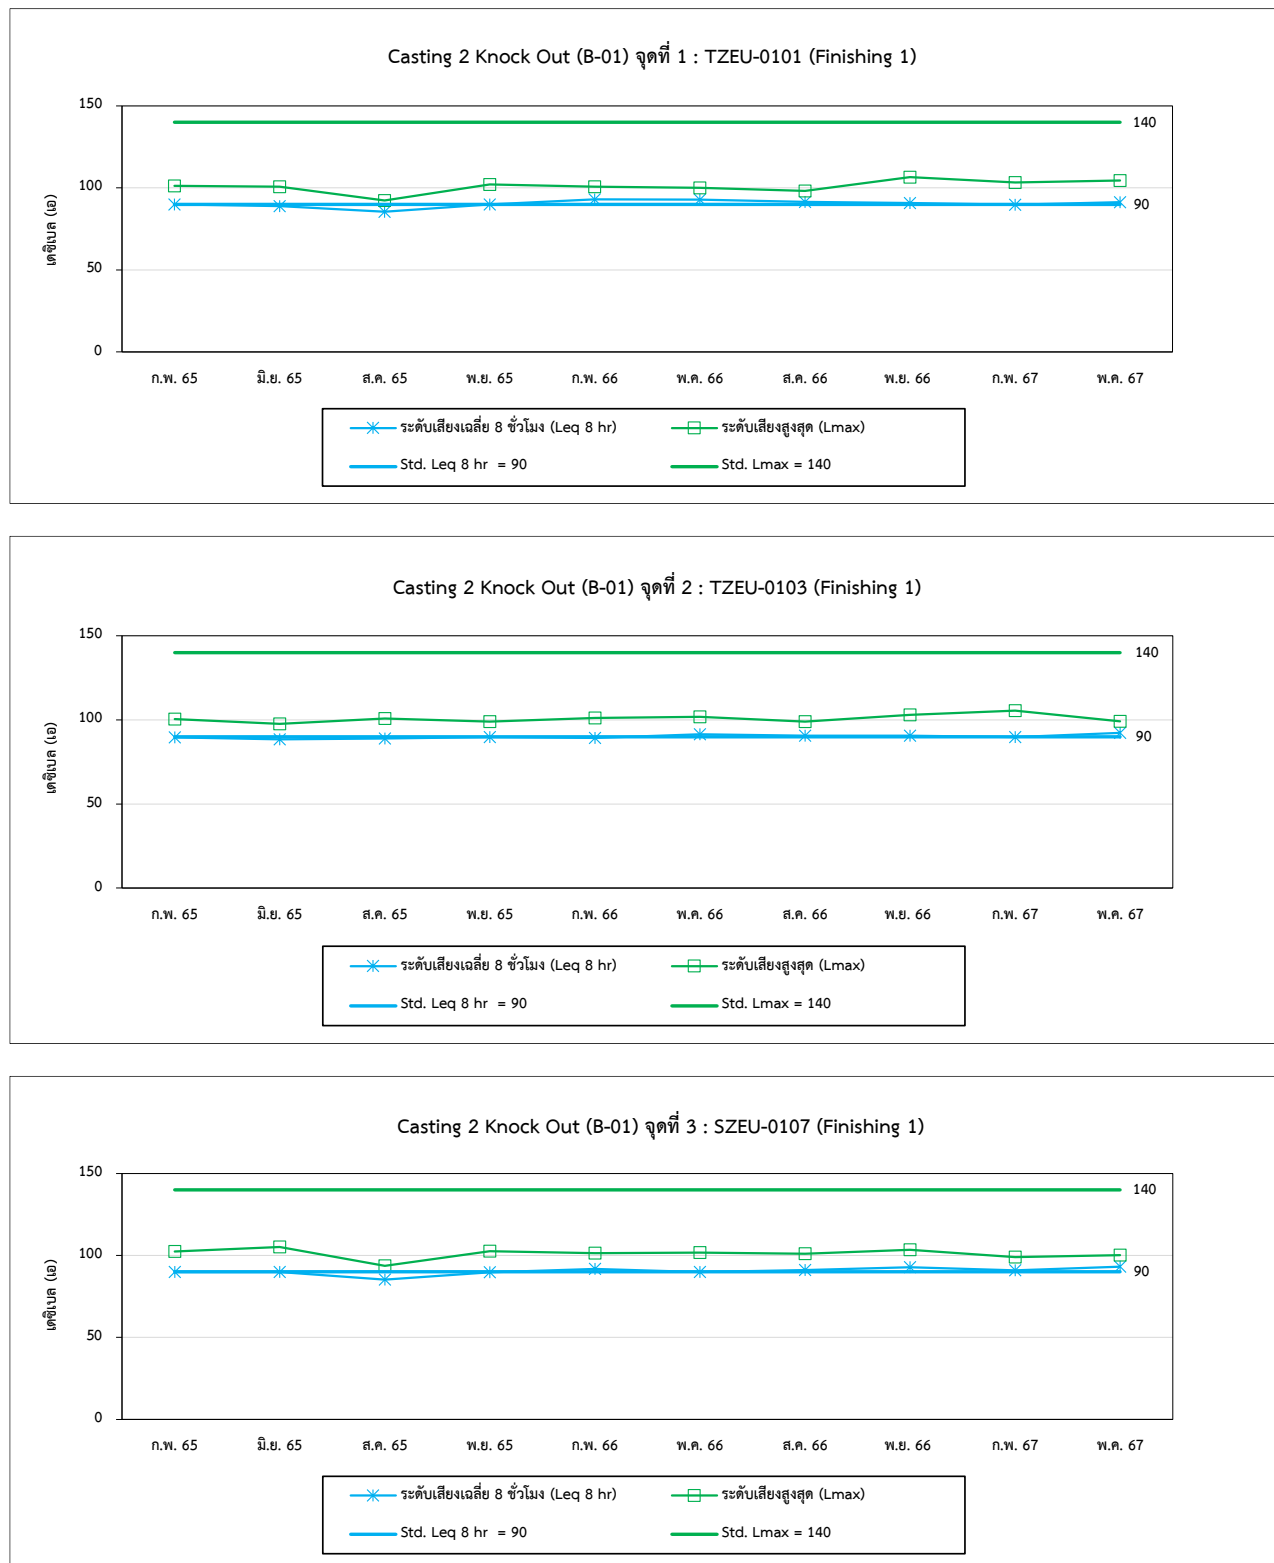 Casting 2 Knock Out (B-01) จุดที่ 1 : TZEU-0101 (Finishing 1)
150
140
100
90
เดซิเบล (เอ)
50
0
ก.พ. 65 มิ.ย. 65 ส.ค. 65 พ.ย. 65 ก.พ. 66 พ.ค. 66 ส.ค. 66 พ.ย. 66 ก.พ. 67 พ.ค. 67
ระดับเสียงเฉลี่ย 8 ชั่วโมง (Leq 8 hr) ระดับเสียงสูงสุด (Lmax)
Std. Leq 8 hr = 90 Std. Lmax = 140
Casting 2 Knock Out (B-01) จุดที่ 2 : TZEU-0103 (Finishing 1)
150
140
100
90
เดซิเบล (เอ)
50
0
ก.พ. 65 มิ.ย. 65 ส.ค. 65 พ.ย. 65 ก.พ. 66 พ.ค. 66 ส.ค. 66 พ.ย. 66 ก.พ. 67 พ.ค. 67
ระดับเสียงเฉลี่ย 8 ชั่วโมง (Leq 8 hr) ระดับเสียงสูงสุด (Lmax)
Std. Leq 8 hr = 90 Std. Lmax = 140
Casting 2 Knock Out (B-01) จุดที่ 3 : SZEU-0107 (Finishing 1)
150
140
100
90
เดซิเบล (เอ)
50
0
ก.พ. 65 มิ.ย. 65 ส.ค. 65 พ.ย. 65 ก.พ. 66 พ.ค. 66 ส.ค. 66 พ.ย. 66 ก.พ. 67 พ.ค. 67
ระดับเสียงเฉลี่ย 8 ชั่วโมง (Leq 8 hr) ระดับเสียงสูงสุด (Lmax)
Std. Leq 8 hr = 90 Std. Lmax = 140